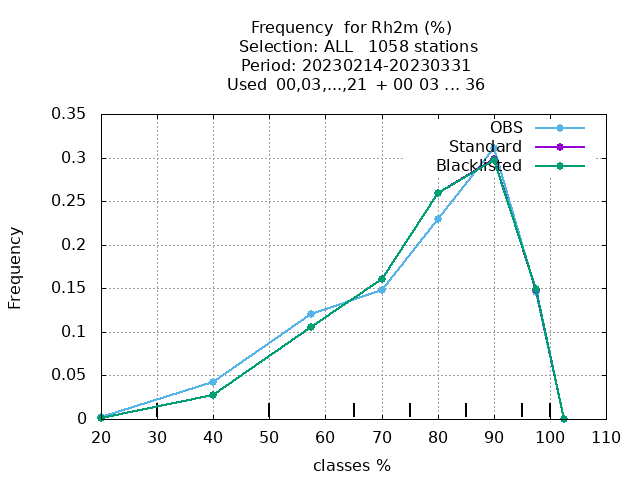 Frequency  for Rh2m (%)
Selection: ALL   1058 stations
Period: 20230214-20230331
Used  00,03,...,21  + 00 03 ... 36
0.35
0.3
0.25
0.2
0.15
0.1
0.05
0
Frequency
OBS
Standard
Blacklisted
20 30 40 50 60 70 80 90 100 110
classes %